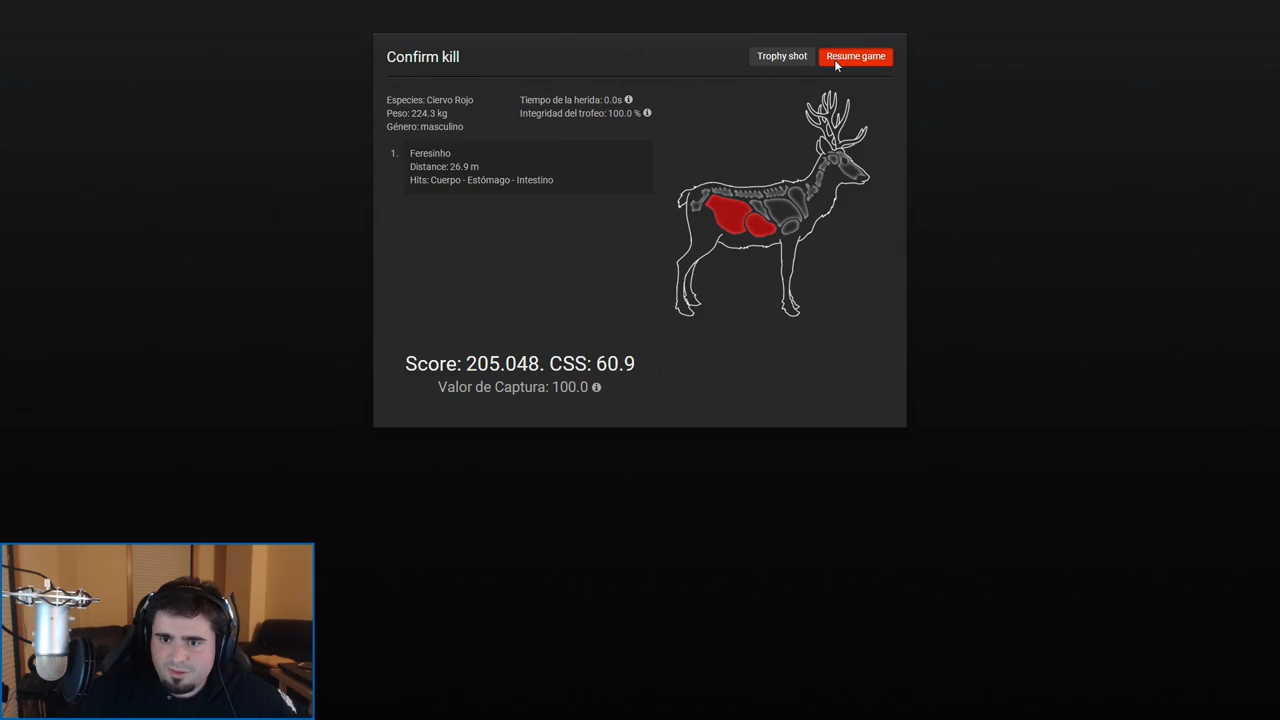 Confirm kill
Trophy shot
Resume game
Especies: Ciervo Rojo
Peso: 224.3 kg
Género: masculino
Tiempo de la herida: 0.0s
Integridad del trofeo: 100.0 %
1. Feresinho
Distance: 26.9 m
Hits: Cuerpo - Estómago - Intestino
Score: 205.048. CSS: 60.9
Valor de Captura: 100.0